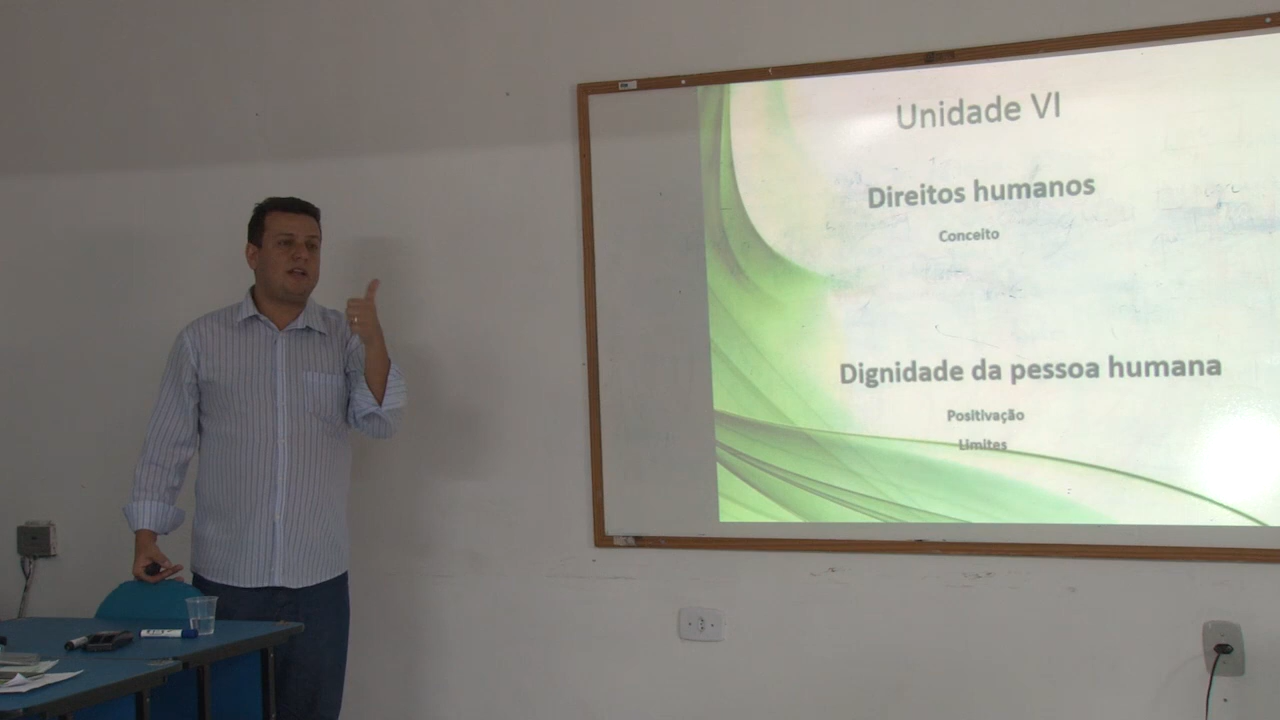 Unidade VI
Direitos humanos
Conceito
Dignidade da pessoa humana
Positivação
Limites